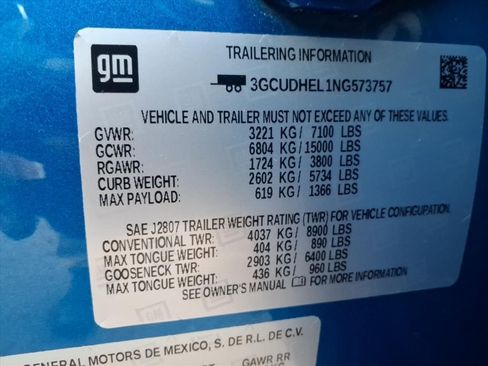 gm
TRAILERING INFORMATION
3GCUDHEL1NG573757
VEHICLE AND TRAILER MUST NOT EXCEED ANY OF THESE VALUES.
GVWR: 3221 KG/ 7100 LBS
GCWR: 6804 KG/ 15000 LBS
RGAWR: 1724 KG/ 3800 LBS
CURB WEIGHT: 2602 KG/ 5734 LBS
MAX PAYLOAD: 619 KG/ 1366 LBS
SAE J2807 TRAILER WEIGHT RATING (TWR) FOR VEHICLE CONFIGURATION.
CONVENTIONAL TWR: 4037 KG/ 8900 LBS
MAX TONGUE WEIGHT: 404 KG/ 890 LBS
GOOSENECK TWR: 2903 KG/ 6400 LBS
MAX TONGUE WEIGHT: 436 KG/ 960 LBS
SEE OWNER'S MANUAL FOR MORE INFORMATION
GENERAL MOTORS DE MEXICO, S. DE R.L. DE C.V.
GAWR RR